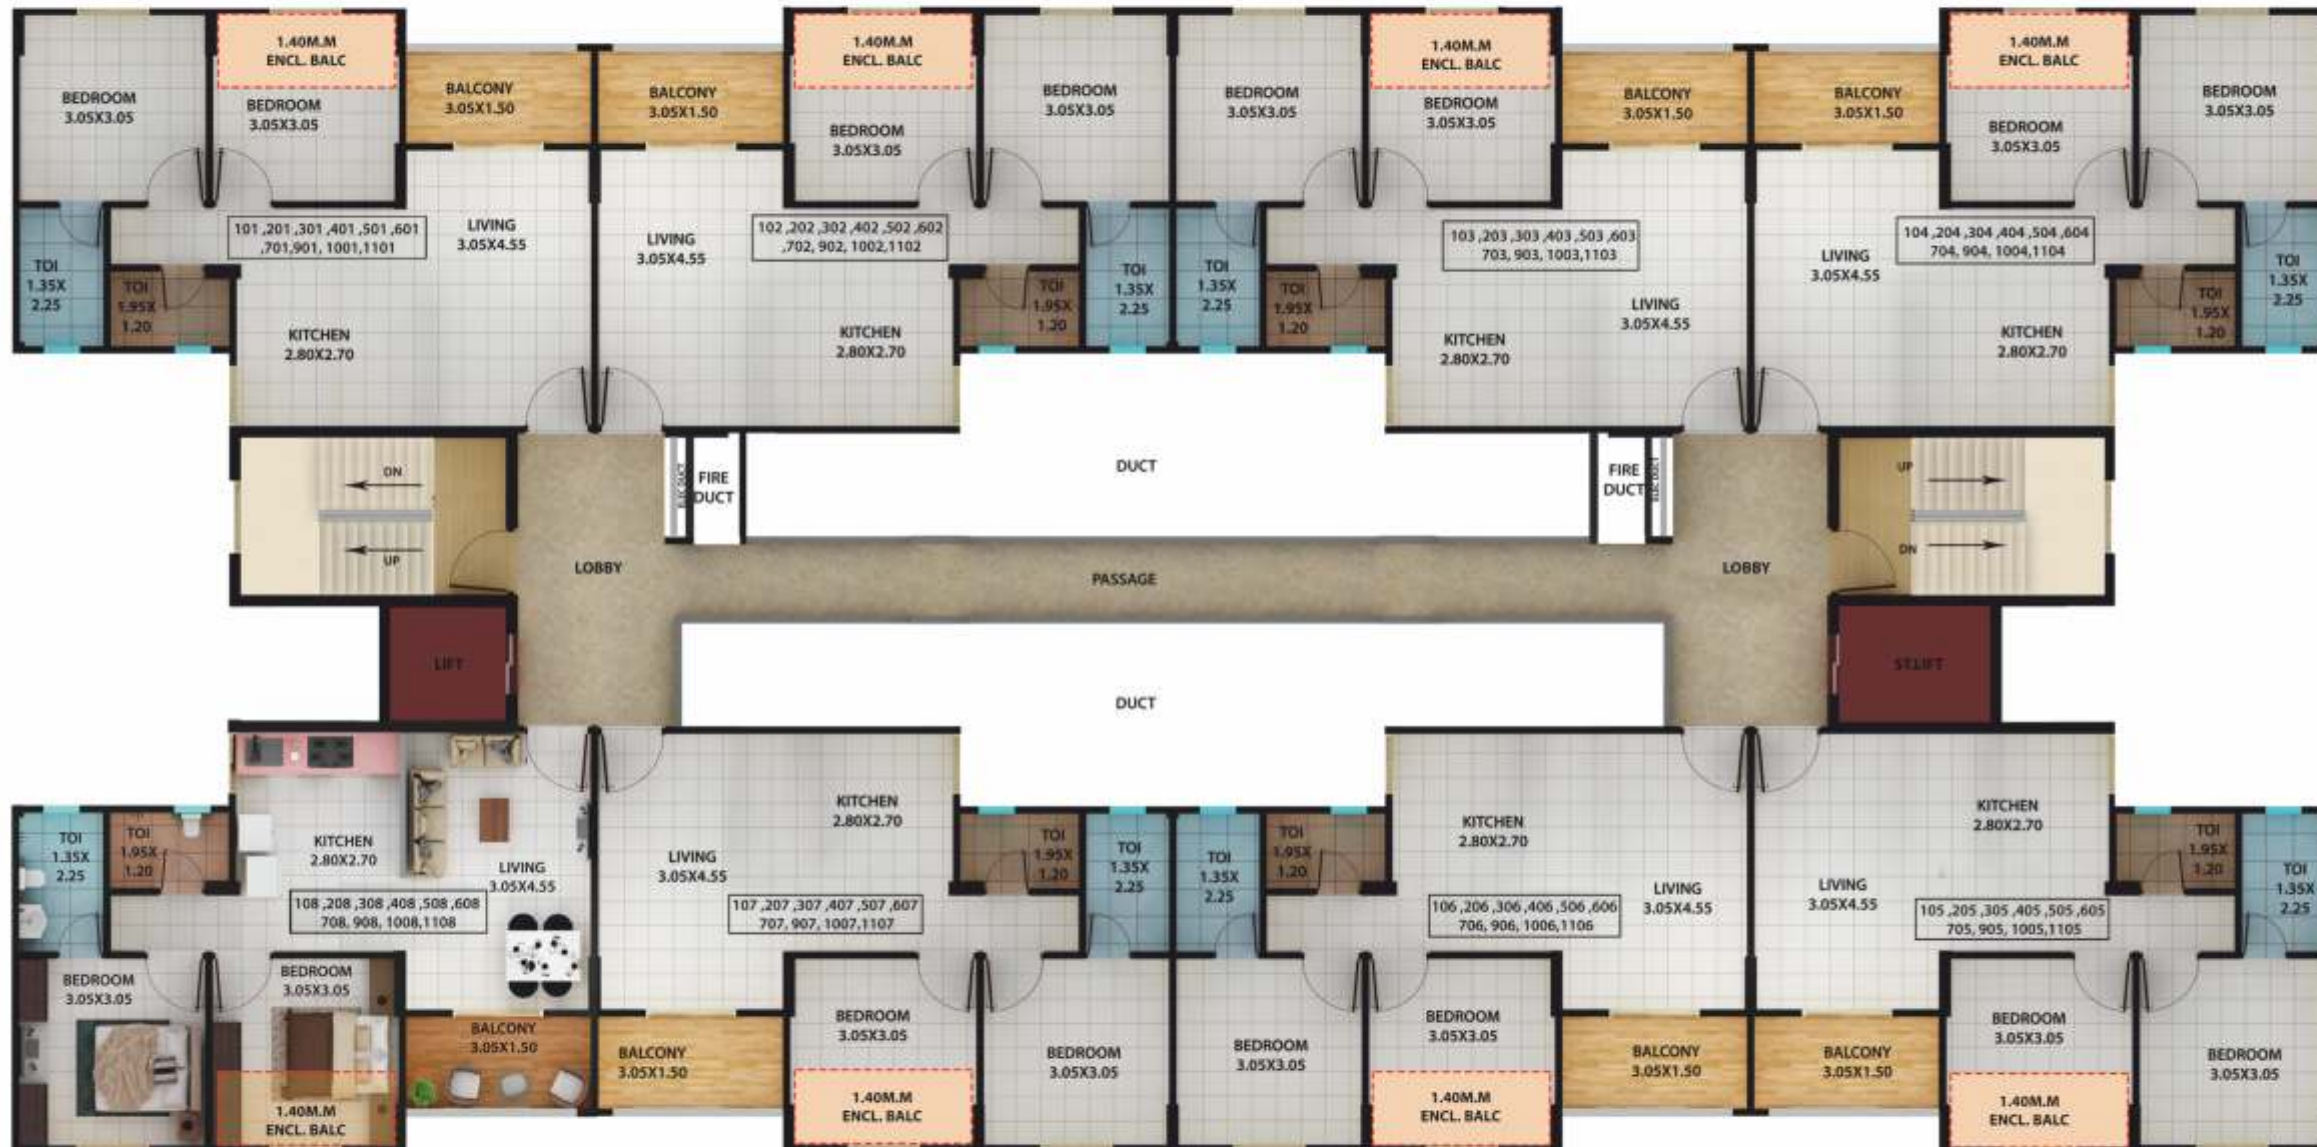 1.40M.M
ENCL. BALC
1.40M.M
ENCL. BALC
1.40M.M
ENCL. BALC
1.40M.M
ENCL. BALC
BEDROOM
3.05X3.05
BEDROOM
3.05X3.05
BALCONY
3.05X1.50
BALCONY
3.05X1.50
BEDROOM
3.05X3.05
BEDROOM
3.05X3.05
BEDROOM
3.05X3.05
BEDROOM
3.05X3.05
BALCONY
3.05X1.50
BALCONY
3.05X1.50
BEDROOM
3.05X3.05
BEDROOM
3.05X3.05
101 ,201 ,301 ,401 ,501 ,601
,701,901, 1001,1101
LIVING
3.05X4.55
LIVING
3.05X4.55
102 ,202 ,302 ,402 ,502 ,602
,702, 902, 1002,1102
103 ,203 ,303 ,403 ,503 ,603
703, 903, 1003,1103
LIVING
3.05X4.55
LIVING
3.05X4.55
104 ,204 ,304 ,404 ,504 ,604
704, 904, 1004,1104
TOI
1.35X
2.25
TOI
1.95X
1.20
KITCHEN
2.80X2.70
KITCHEN
2.80X2.70
TOI
1.95X
1.20
TOI
1.35X
2.25
TOI
1.35X
2.25
TOI
1.95X
1.20
KITCHEN
2.80X2.70
KITCHEN
2.80X2.70
TOI
1.95X
1.20
TOI
1.35X
2.25
DN
UP
LOBBY
ELEC DUCT
FIRE
DUCT
DUCT
PASSAGE
FIRE
DUCT
ELEC DUCT
LOBBY
UP
DN
LIFT
DUCT
ST.LIFT
TOI
1.35X
2.25
TOI
1.95X
1.20
KITCHEN
2.80X2.70
LIVING
3.05X4.55
108 ,208 ,308 ,408 ,508 ,608
708, 908, 1008,1108
LIVING
3.05X4.55
KITCHEN
2.80X2.70
107 ,207 ,307 ,407 ,507 ,607
707, 907, 1007,1107
TOI
1.95X
1.20
TOI
1.35X
2.25
TOI
1.35X
2.25
TOI
1.95X
1.20
KITCHEN
2.80X2.70
106 ,206 ,306 ,406 ,506 ,606
706, 906, 1006,1106
LIVING
3.05X4.55
LIVING
3.05X4.55
KITCHEN
2.80X2.70
105 ,205 ,305 ,405 ,505 ,605
705, 905, 1005,1105
TOI
1.95X
1.20
TOI
1.35X
2.25
BEDROOM
3.05X3.05
BEDROOM
3.05X3.05
BALCONY
3.05X1.50
BALCONY
3.05X1.50
BEDROOM
3.05X3.05
BEDROOM
3.05X3.05
BEDROOM
3.05X3.05
BEDROOM
3.05X3.05
BALCONY
3.05X1.50
BALCONY
3.05X1.50
BEDROOM
3.05X3.05
BEDROOM
3.05X3.05
1.40M.M
ENCL. BALC
1.40M.M
ENCL. BALC
1.40M.M
ENCL. BALC
1.40M.M
ENCL. BALC